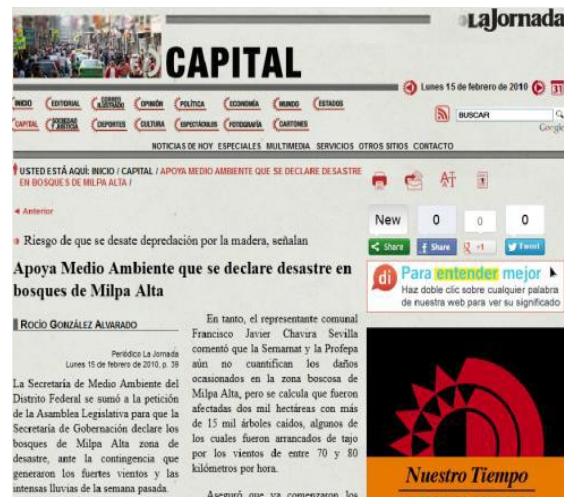 LaJornada
CAPITAL
Lunes 15 de febrero de 2010
31
INICIO EDITORIAL CORREO ILUSTRADO OPINIÓN POLÍTICA ECONOMÍA MUNDO ESTADOS
CAPITAL SOCIEDAD Y JUSTICIA DEPORTES CULTURA ESPECTÁCULOS FOTOGRAFÍA CARTONES
BUSCAR
Google
NOTICIAS DE HOY ESPECIALES MULTIMEDIA SERVICIOS OTROS SITIOS CONTACTO
USTED ESTÁ AQUÍ: INICIO / CAPITAL / APOYA MEDIO AMBIENTE QUE SE DECLARE DESASTRE
EN BOSQUES DE MILPA ALTA /
Anterior
Riesgo de que se desate depredación por la madera, señalan
Apoya Medio Ambiente que se declare desastre en
bosques de Milpa Alta
ROCÍO GONZÁLEZ ALVARADO
Periódico La Jornada
Lunes 15 de febrero de 2010, p. 39
La Secretaría de Medio Ambiente del
Distrito Federal se sumó a la petición
de la Asamblea Legislativa para que la
Secretaría de Gobernación declare los
bosques de Milpa Alta zona de
desastre, ante la contingencia que
generaron los fuertes vientos y las
intensas lluvias de la semana pasada.
En tanto, el representante comunal
Francisco Javier Chavira Sevilla
comentó que la Semarnat y la Profepa
aún no cuantifican los daños
ocasionados en la zona boscosa de
Milpa Alta, pero se calcula que fueron
afectadas dos mil hectáreas con más
de 15 mil árboles caídos, algunos de
los cuales fueron arrancados de tajo
por los vientos de entre 70 y 80
kilómetros por hora.
Aseguró que ya comenzaron los
New 0 0 0
Share Share +1 Tweet
di Para entender mejor
Haz doble clic sobre cualquier palabra
de nuestra web para ver su significado
Nuestro Tiempo